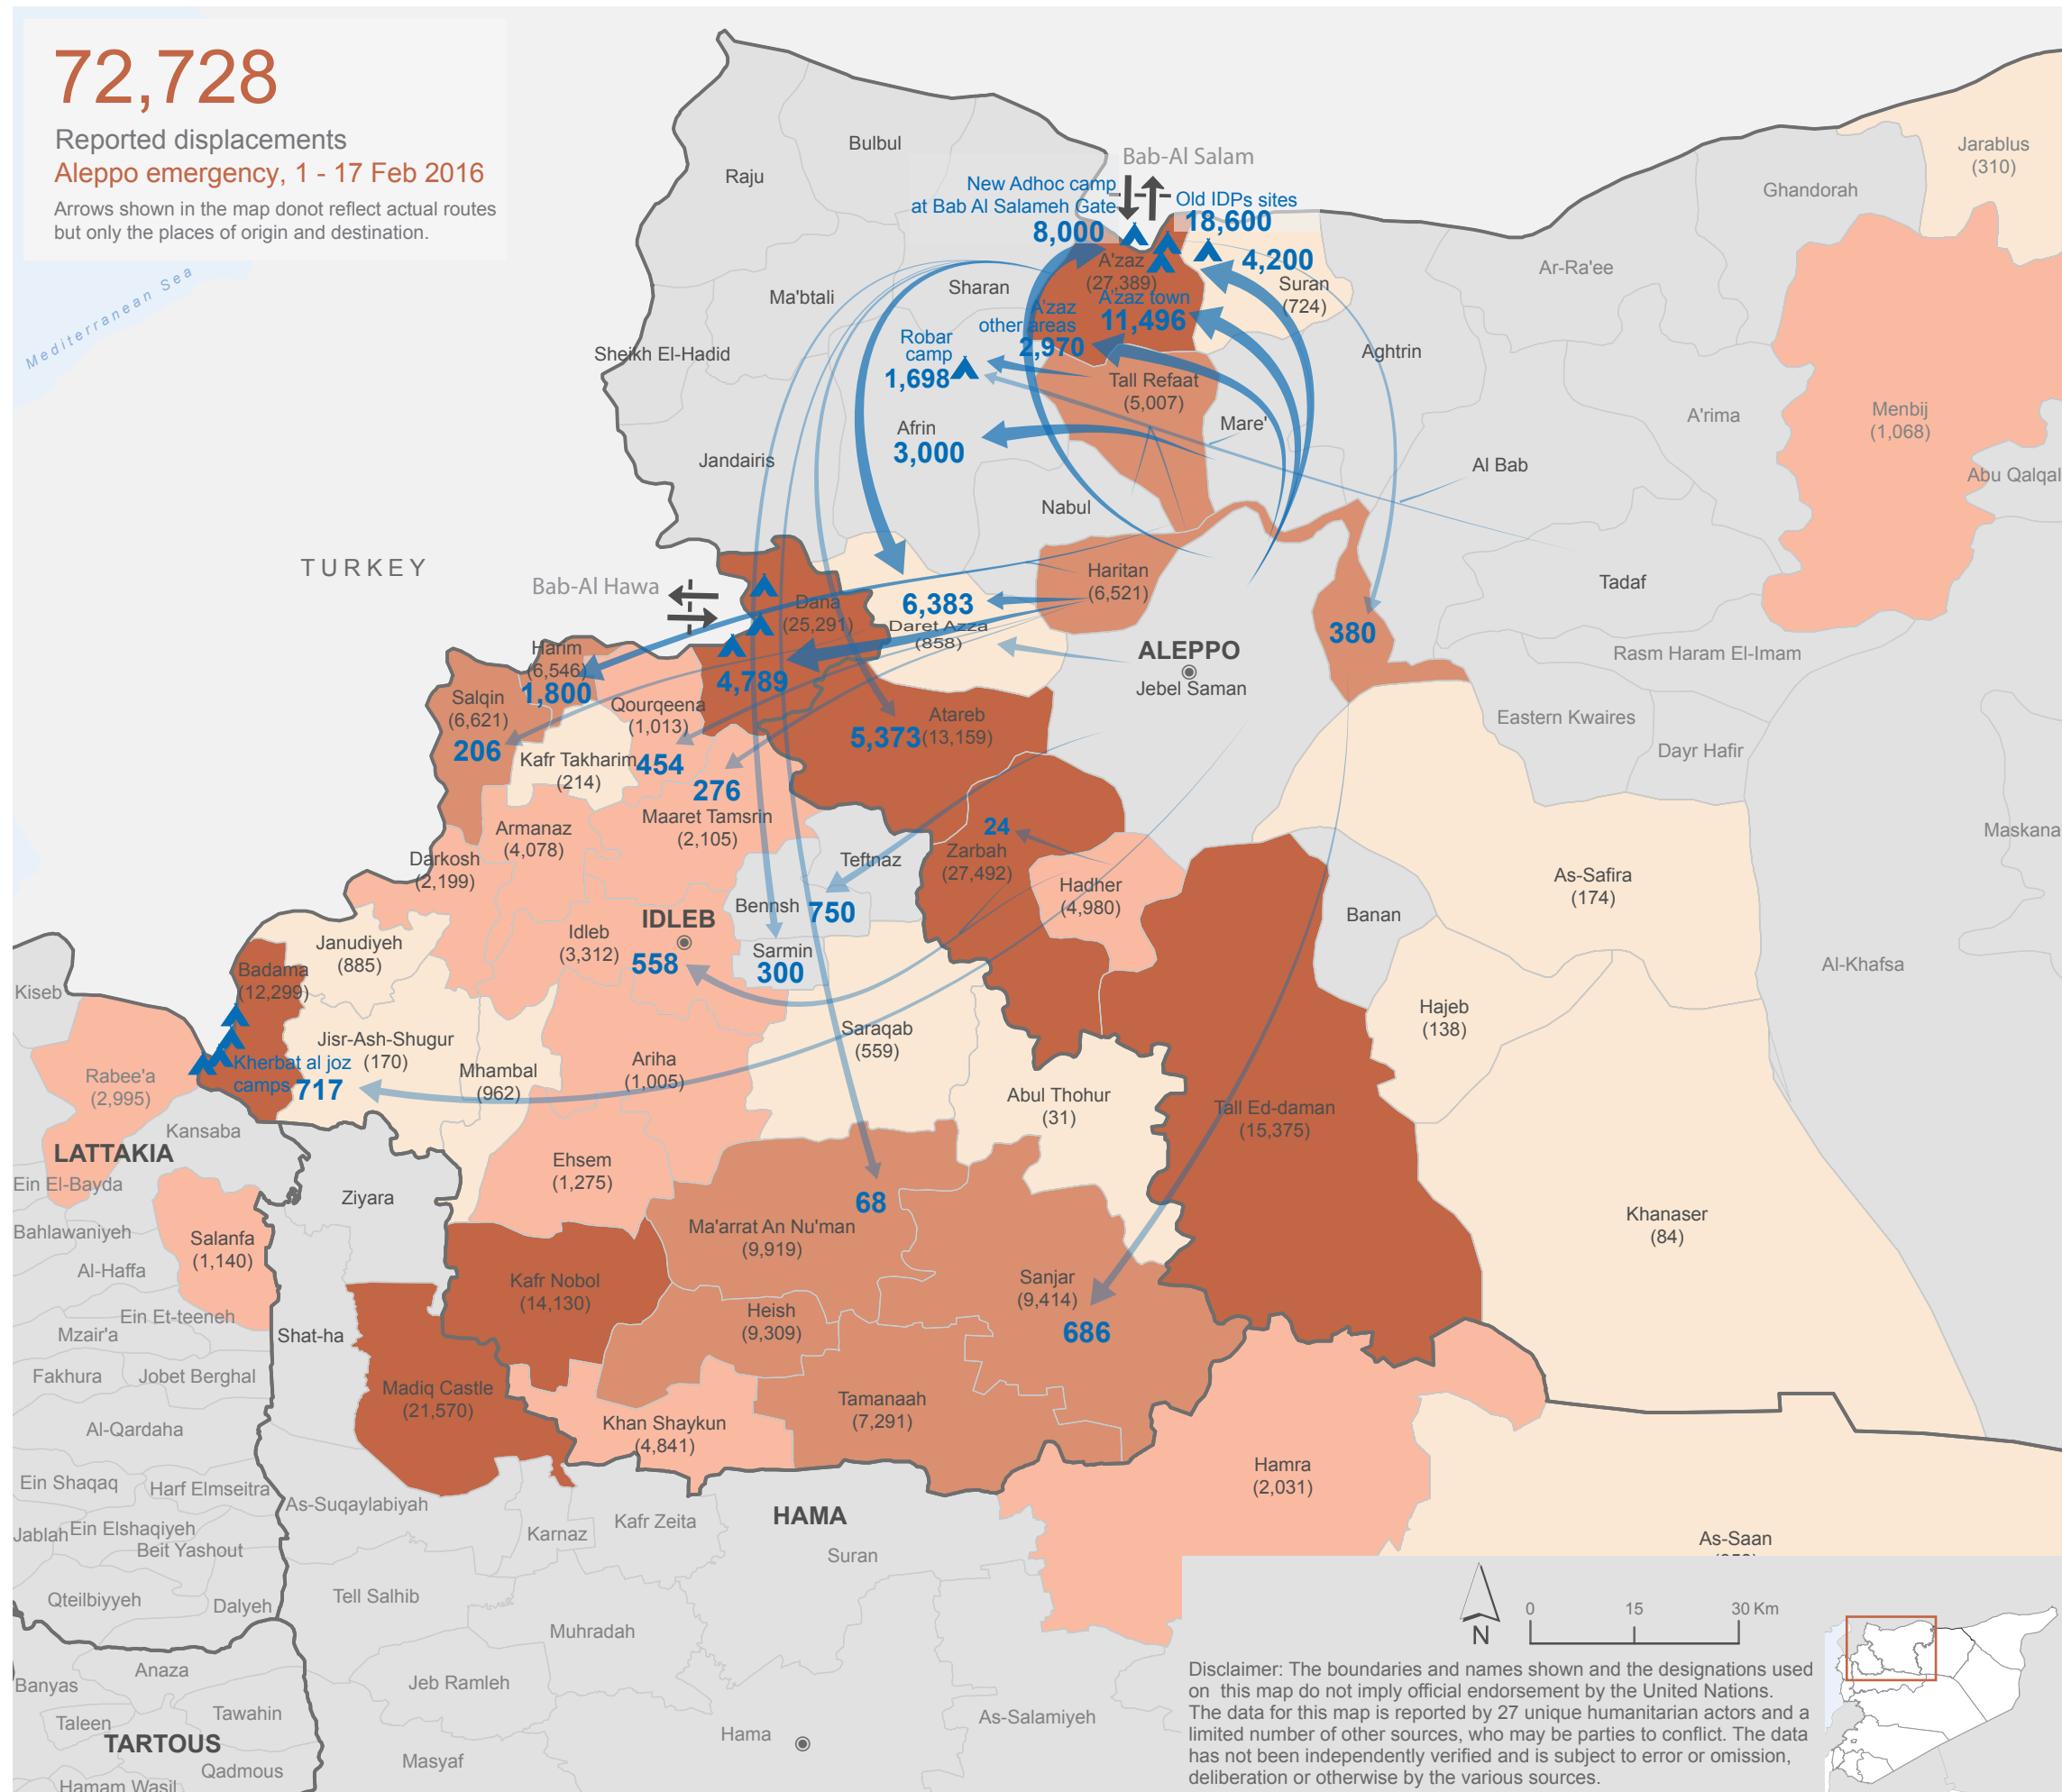 72,728
Reported displacements
Aleppo emergency, 1 - 17 Feb 2016
Arrows shown in the map donot reflect actual routes
but only the places of origin and destination.
Mediterranean Sea
TURKEY
Bulbul
Raju
Bab-Al Salam
New Adhoc camp
at Bab Al Salameh Gate
8,000
Old IDPs sites
18,600
4,200
Jarablus
(310)
Ghandorah
Ar-Ra'ee
A'zaz
(27,389)
Suran
(724)
Sharan
Ma'btali
A'zaz
other areas
2,970
A'zaz town
11,496
Sheikh El-Hadid
Robar
camp
1,698
Aghtrin
Tall Refaat
(5,007)
Mare'
A'rima
Menbij
(1,068)
Afrin
3,000
Jandairis
Al Bab
Abu Qalqal
Nabul
Bab-Al Hawa
Haritan
(6,521)
Tadaf
Dana
(25,291)
6,383
Daret Azza
(858)
380
ALEPPO
Jebel Saman
Rasm Haram El-Imam
Harim
(6,546)
1,800
4,789
Salqin
(6,621)
206
Qourqeena
(1,013)
454
Atareb
(13,159)
5,373
Eastern Kwaires
Dayr Hafir
Kafr Takharim
(214)
276
Maaret Tamsrin
(2,105)
Armanaz
(4,078)
24
Zarbah
(27,492)
Maskana
Darkosh
(2,199)
Teftnaz
Hadher
(4,980)
As-Safira
(174)
Bennsh
750
Banan
IDLEB
Idleb
(3,312)
558
Sarmin
300
Janudiyeh
(885)
Badama
(12,299)
Al-Khafsa
Kiseb
Hajeb
(138)
Saraqab
(559)
Jisr-Ash-Shugur
(170)
Kherbat al joz
camps
717
Mhambal
(962)
Ariha
(1,005)
Rabee'a
(2,995)
Abul Thohur
(31)
Tall Ed-daman
(15,375)
Kansaba
LATTAKIA
Ein El-Bayda
Ehsem
(1,275)
Ziyara
68
Ma'arrat An Nu'man
(9,919)
Bahlawaniyeh
Salanfa
(1,140)
Khanaser
(84)
Al-Haffa
Kafr Nobol
(14,130)
Sanjar
(9,414)
686
Heish
(9,309)
Ein Et-teeneh
Mzair'a
Shat-ha
Fakhura
Jobet Berghal
Madiq Castle
(21,570)
Tamanaah
(7,291)
Al-Qardaha
Khan Shaykun
(4,841)
Hamra
(2,031)
Ein Shaqaq
Harf Elmseitra
As-Suqaylabiyah
HAMA
Kafr Zeita
Karnaz
Suran
Jablah
Ein Elshaqiyeh
Beit Yashout
As-Saan
Qteilbiyyeh
Dalyeh
Tell Salhib
Muhradah
0 15 30 Km
N
Anaza
Banyas
Jeb Ramleh
Tawahin
Taleen
As-Salamiyeh
Hama
TARTOUS
Masyaf
Qadmous
Hamam Wasil
Disclaimer: The boundaries and names shown and the designations used
on this map do not imply official endorsement by the United Nations.
The data for this map is reported by 27 unique humanitarian actors and a
limited number of other sources, who may be parties to conflict. The data
has not been independently verified and is subject to error or omission,
deliberation or otherwise by the various sources.